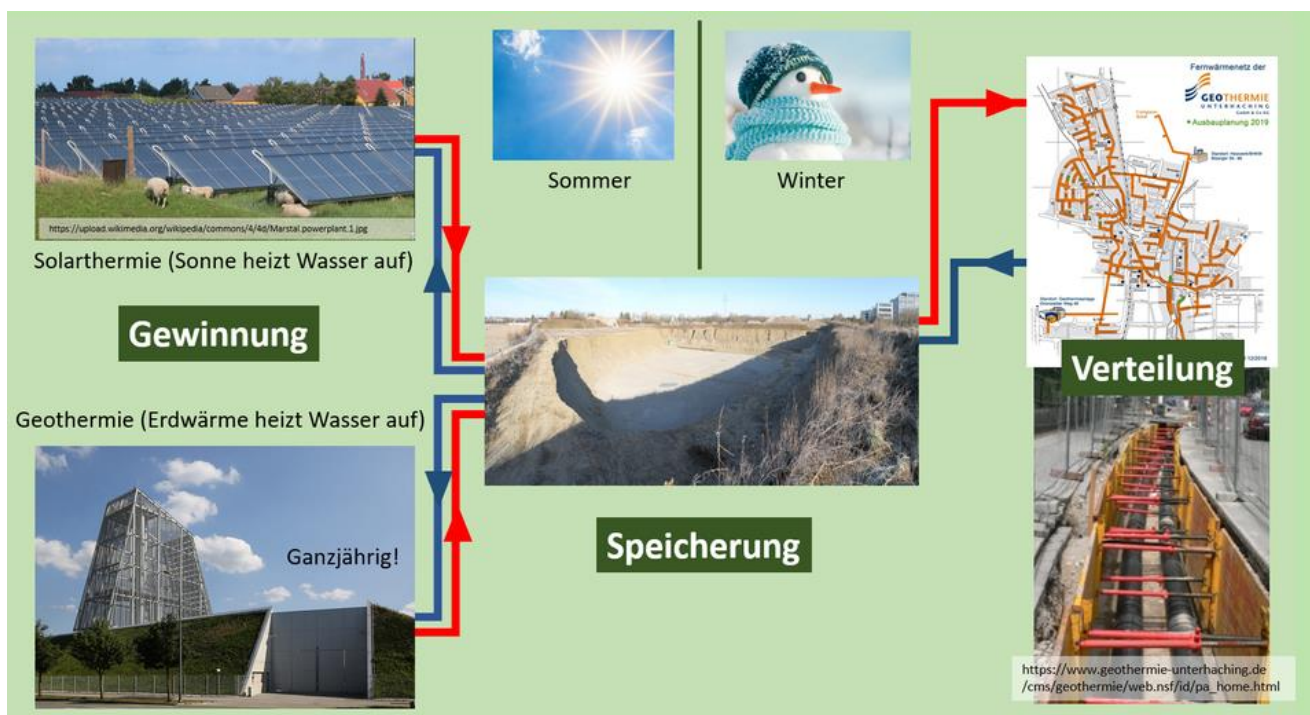 https://upload.wikimedia.org/wikipedia/commons/4/4d/Marstal.powerplant.1.jpg
Solarthermie (Sonne heizt Wasser auf)
Gewinnung
Geothermie (Erdwärme heizt Wasser auf)
Ganzjährig!
Sommer
Winter
Speicherung
Fernwärmenetz der
GEOTHERMIE
UNTERHACHING
GmbH & Co KG
Ausbauplanung 2019
12/2018
Verteilung
https://www.geothermie-unterhaching.de
/cms/geothermie/web.nsf/id/pa_home.html